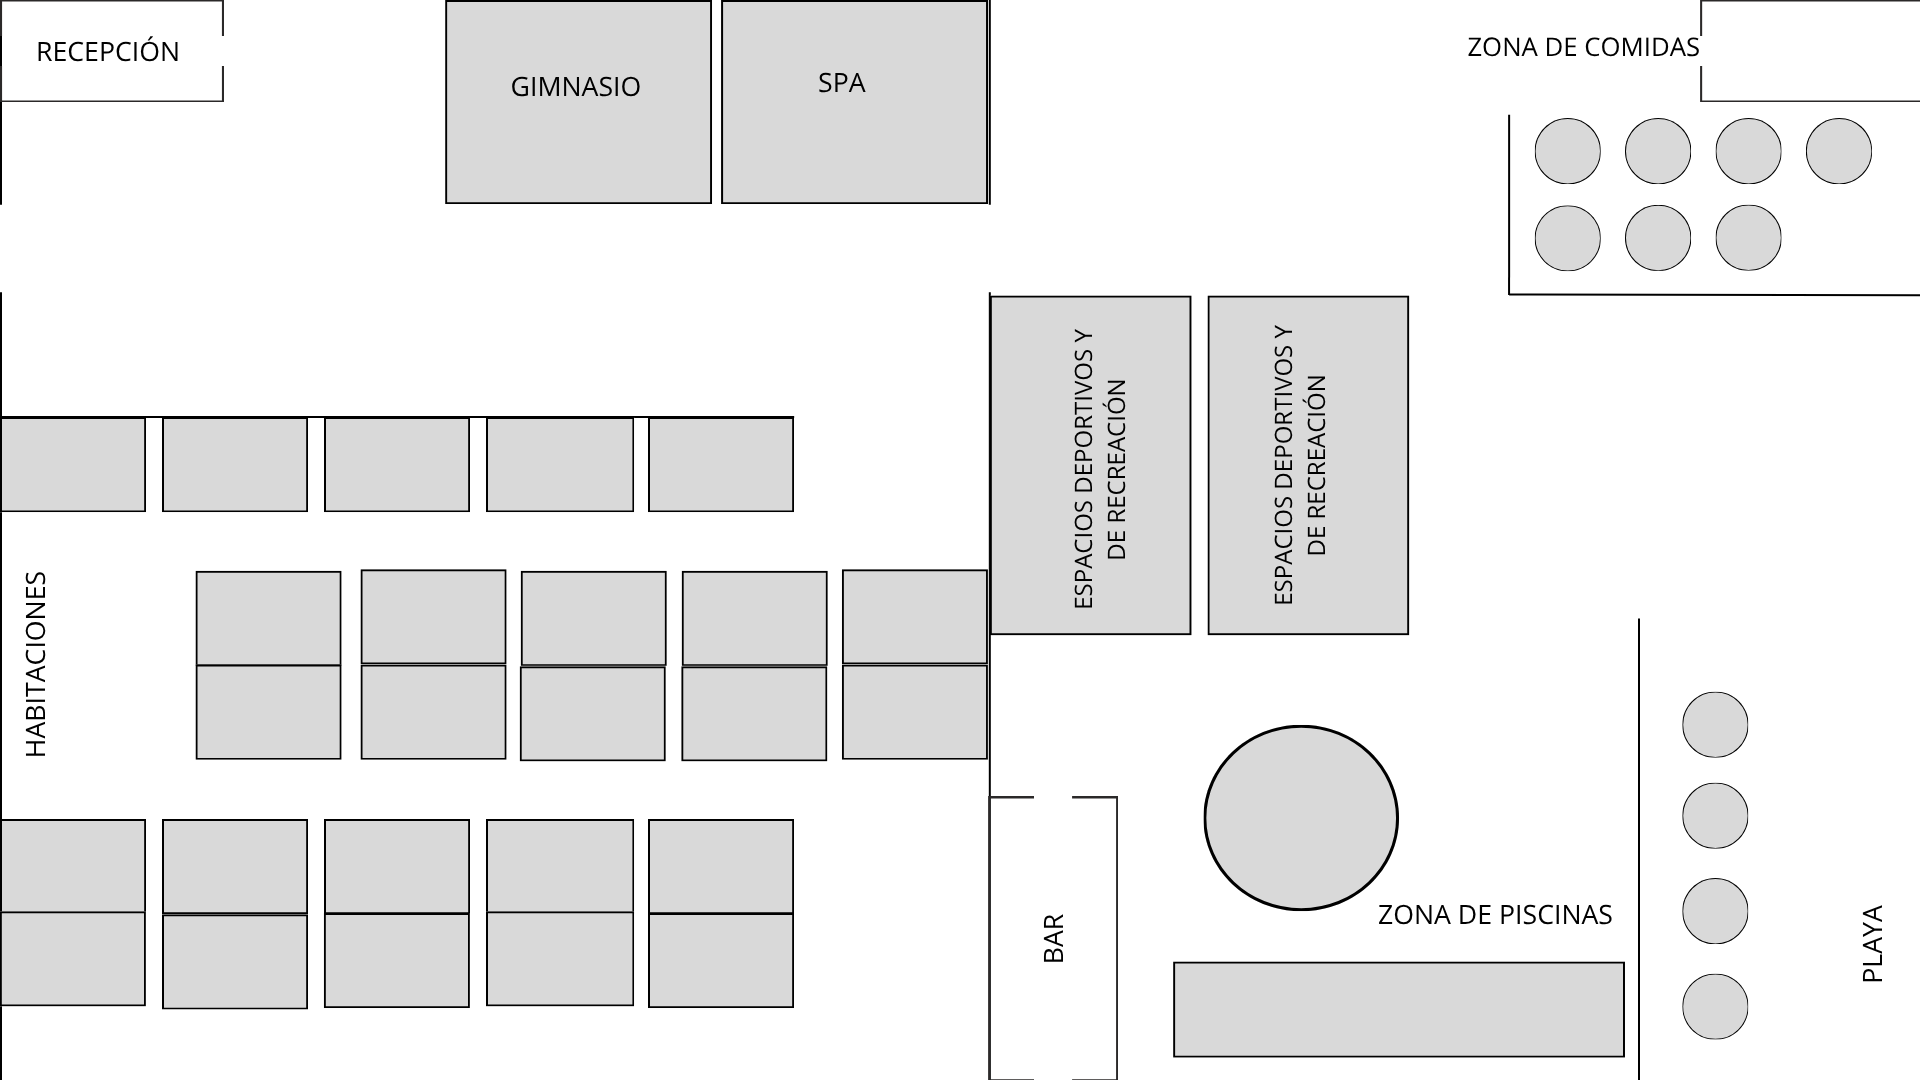 RECEPCIÓN
GIMNASIO
SPA
ZONA DE COMIDAS
ESPACIOS DEPORTIVOS Y
DE RECREACIÓN
ESPACIOS DEPORTIVOS Y
DE RECREACIÓN
HABITACIONES
BAR
ZONA DE PISCINAS
PLAYA